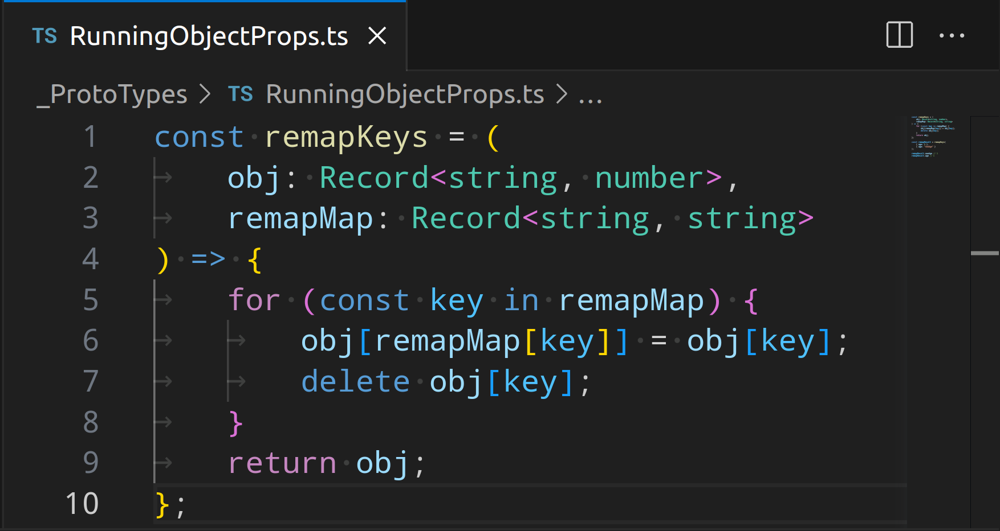 TS RunningObjectProps.ts
_ProtoTypes > TS RunningObjectProps.ts > ...
1 const remapKeys = (
2 obj: Record<string, number>,
3 remapMap: Record<string, string>
4 ) => {
5 for (const key in remapMap) {
6 obj[remapMap[key]] = obj[key];
7 delete obj[key];
8 }
9 return obj;
10 };